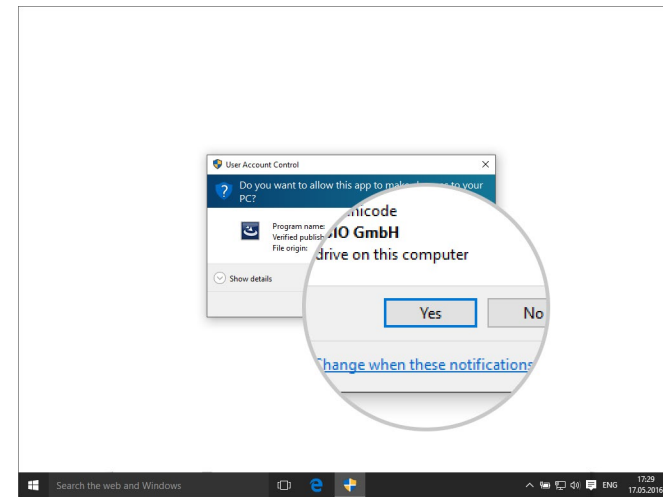 User Account Control
Do you want to allow this app to make changes to your
PC?
Program name:
Verified publish
File origin:
Show details
nicode
IO GmbH
drive on this computer
Yes
No
Change when these notifications
Search the web and Windows
ENG
17:29
17.05.2016